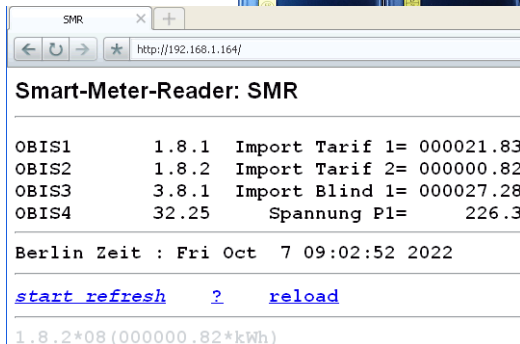 SMR
http://192.168.1.164/
Smart-Meter-Reader: SMR
OBIS1 1.8.1 Import Tarif 1= 000021.83
OBIS2 1.8.2 Import Tarif 2= 000000.82
OBIS3 3.8.1 Import Blind 1= 000027.28
OBIS4 32.25 Spannung P1= 226.3
Berlin Zeit : Fri Oct 7 09:02:52 2022
start refresh ? reload
1.8.2*08(000000.82*kWh)